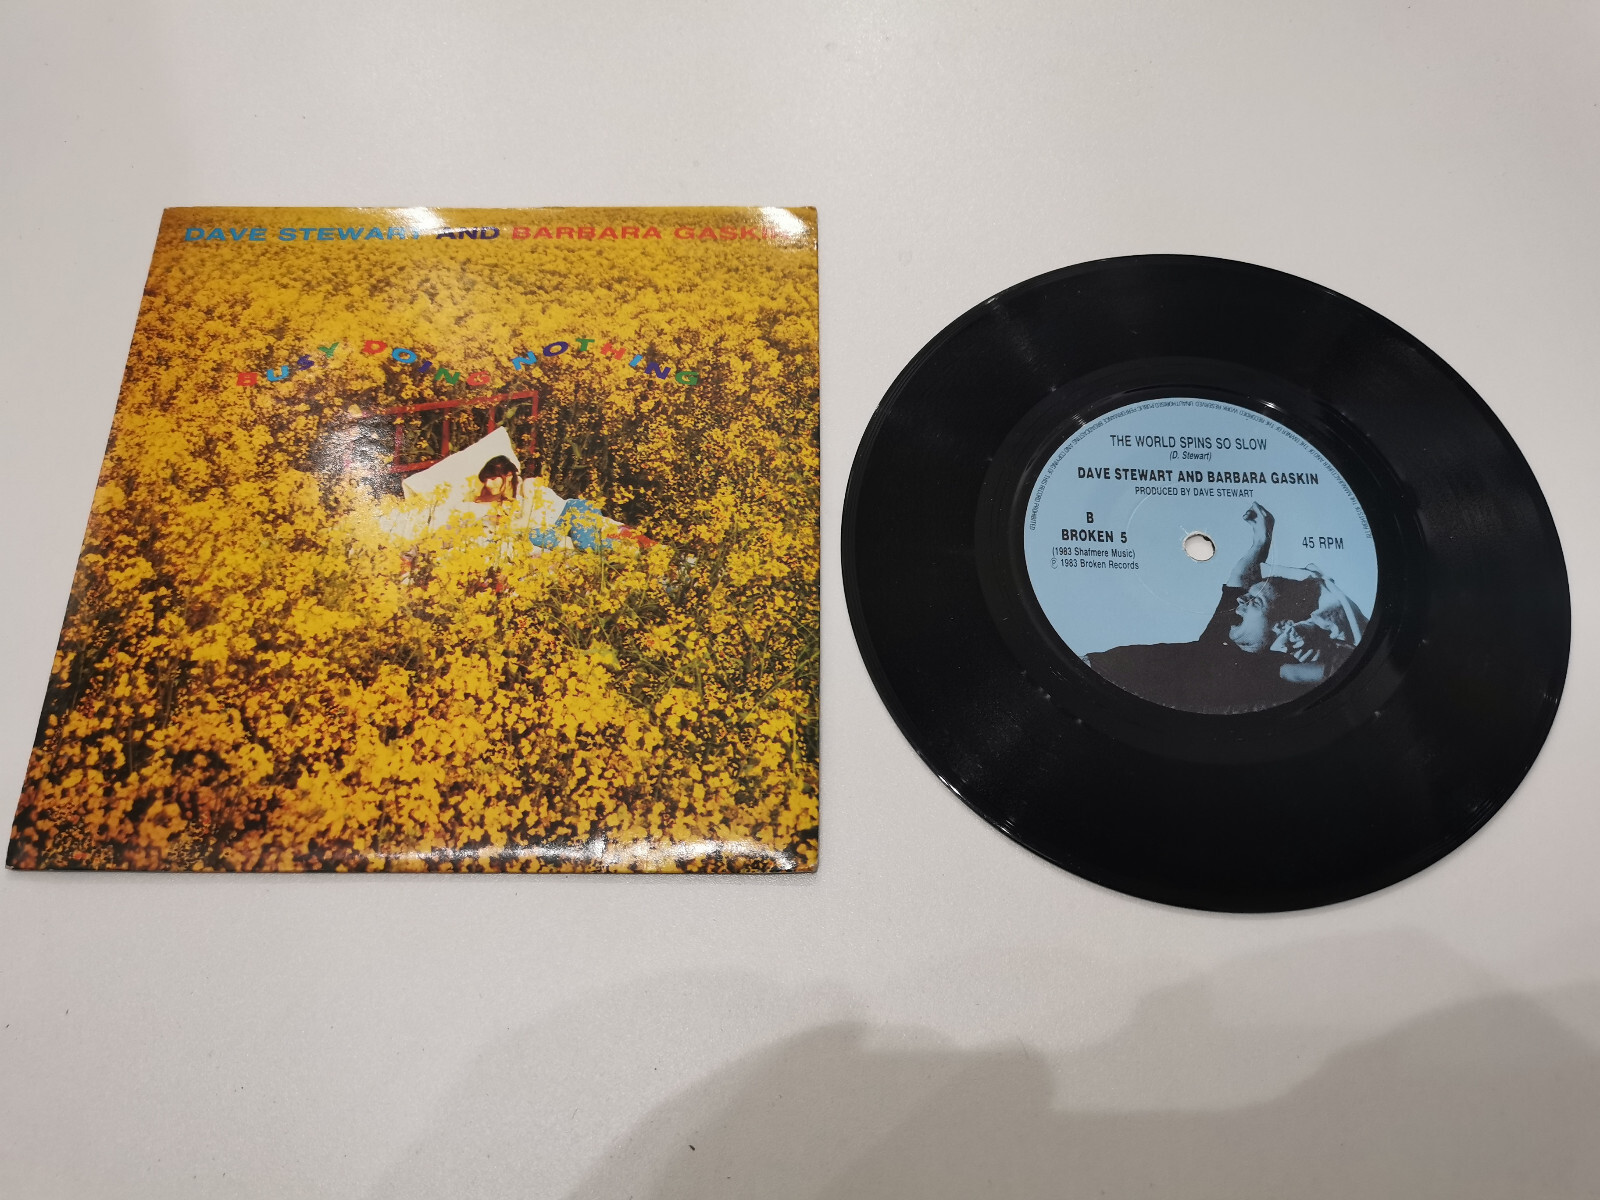 DAVE STEWART AND BARBARA GASKIN
BUSY DOING NOTHING
THE WORLD SPINS SO SLOW
(D. Stewart)
DAVE STEWART AND BARBARA GASKIN
PRODUCED BY DAVE STEWART
B
BROKEN 5
45 RPM
(1983 Shafmere Music)
℗ 1983 Broken Records